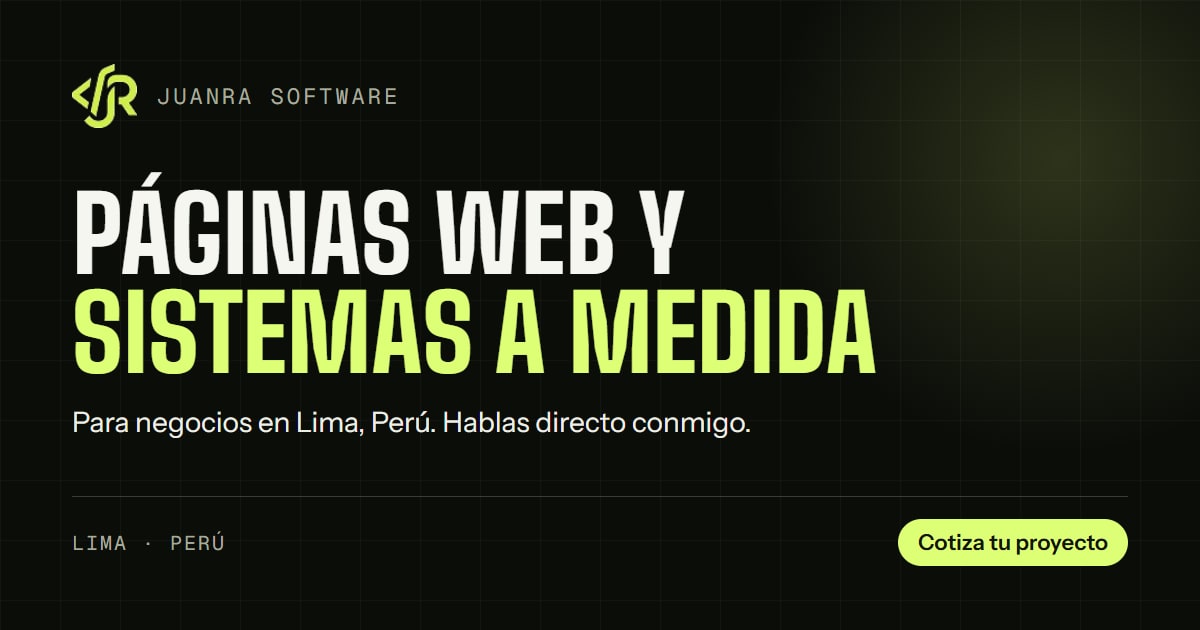 JUANRA SOFTWARE
PÁGINAS WEB Y
SISTEMAS A MEDIDA
Para negocios en Lima, Perú. Hablas directo conmigo.
LIMA · PERÚ
Cotiza tu proyecto